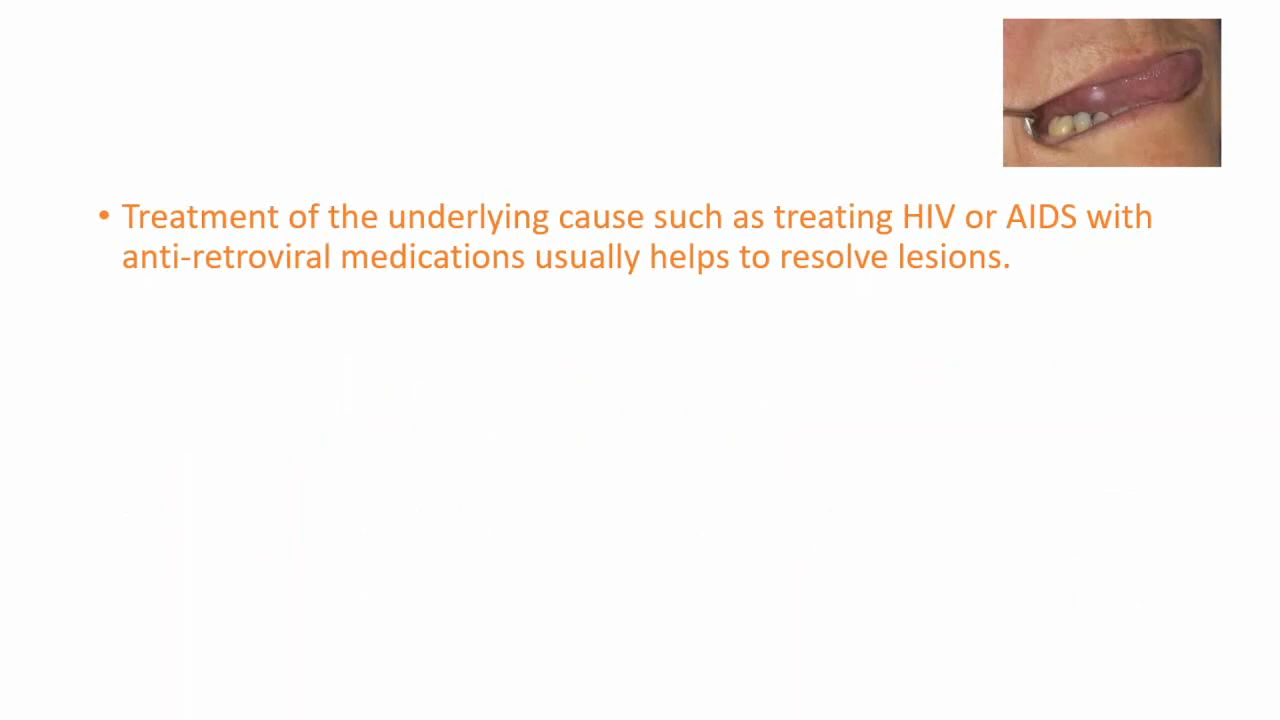 • Treatment of the underlying cause such as treating HIV or AIDS with
anti-retroviral medications usually helps to resolve lesions.